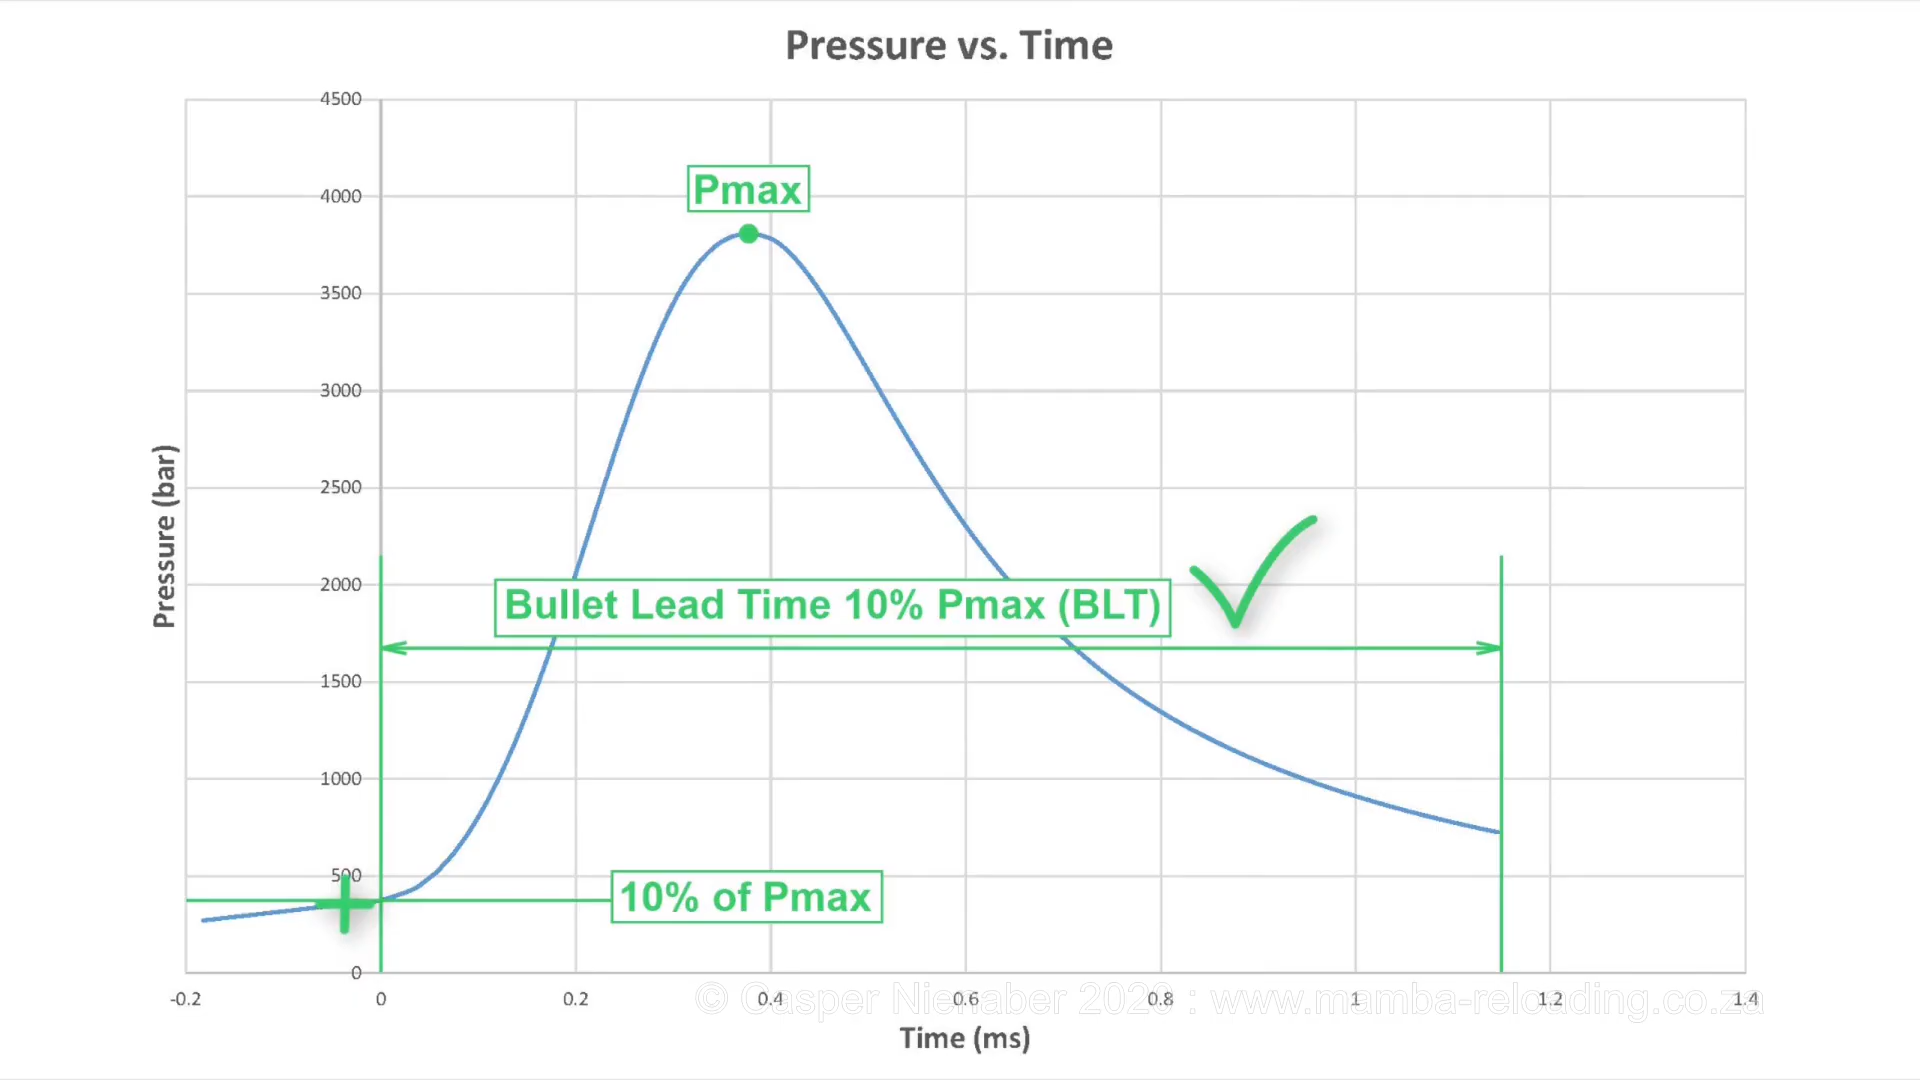 Pressure vs. Time
4500
4000
3500
3000
2500
2000
1500
1000
500
0
Pressure (bar)
Pmax
Bullet Lead Time 10% Pmax (BLT)
10% of Pmax
-0.2 0 0.2 0.4 0.6 0.8 1 1.2 1.4
© Casper Nienaber 2020 : www.mamba-reloading.co.za
Time (ms)